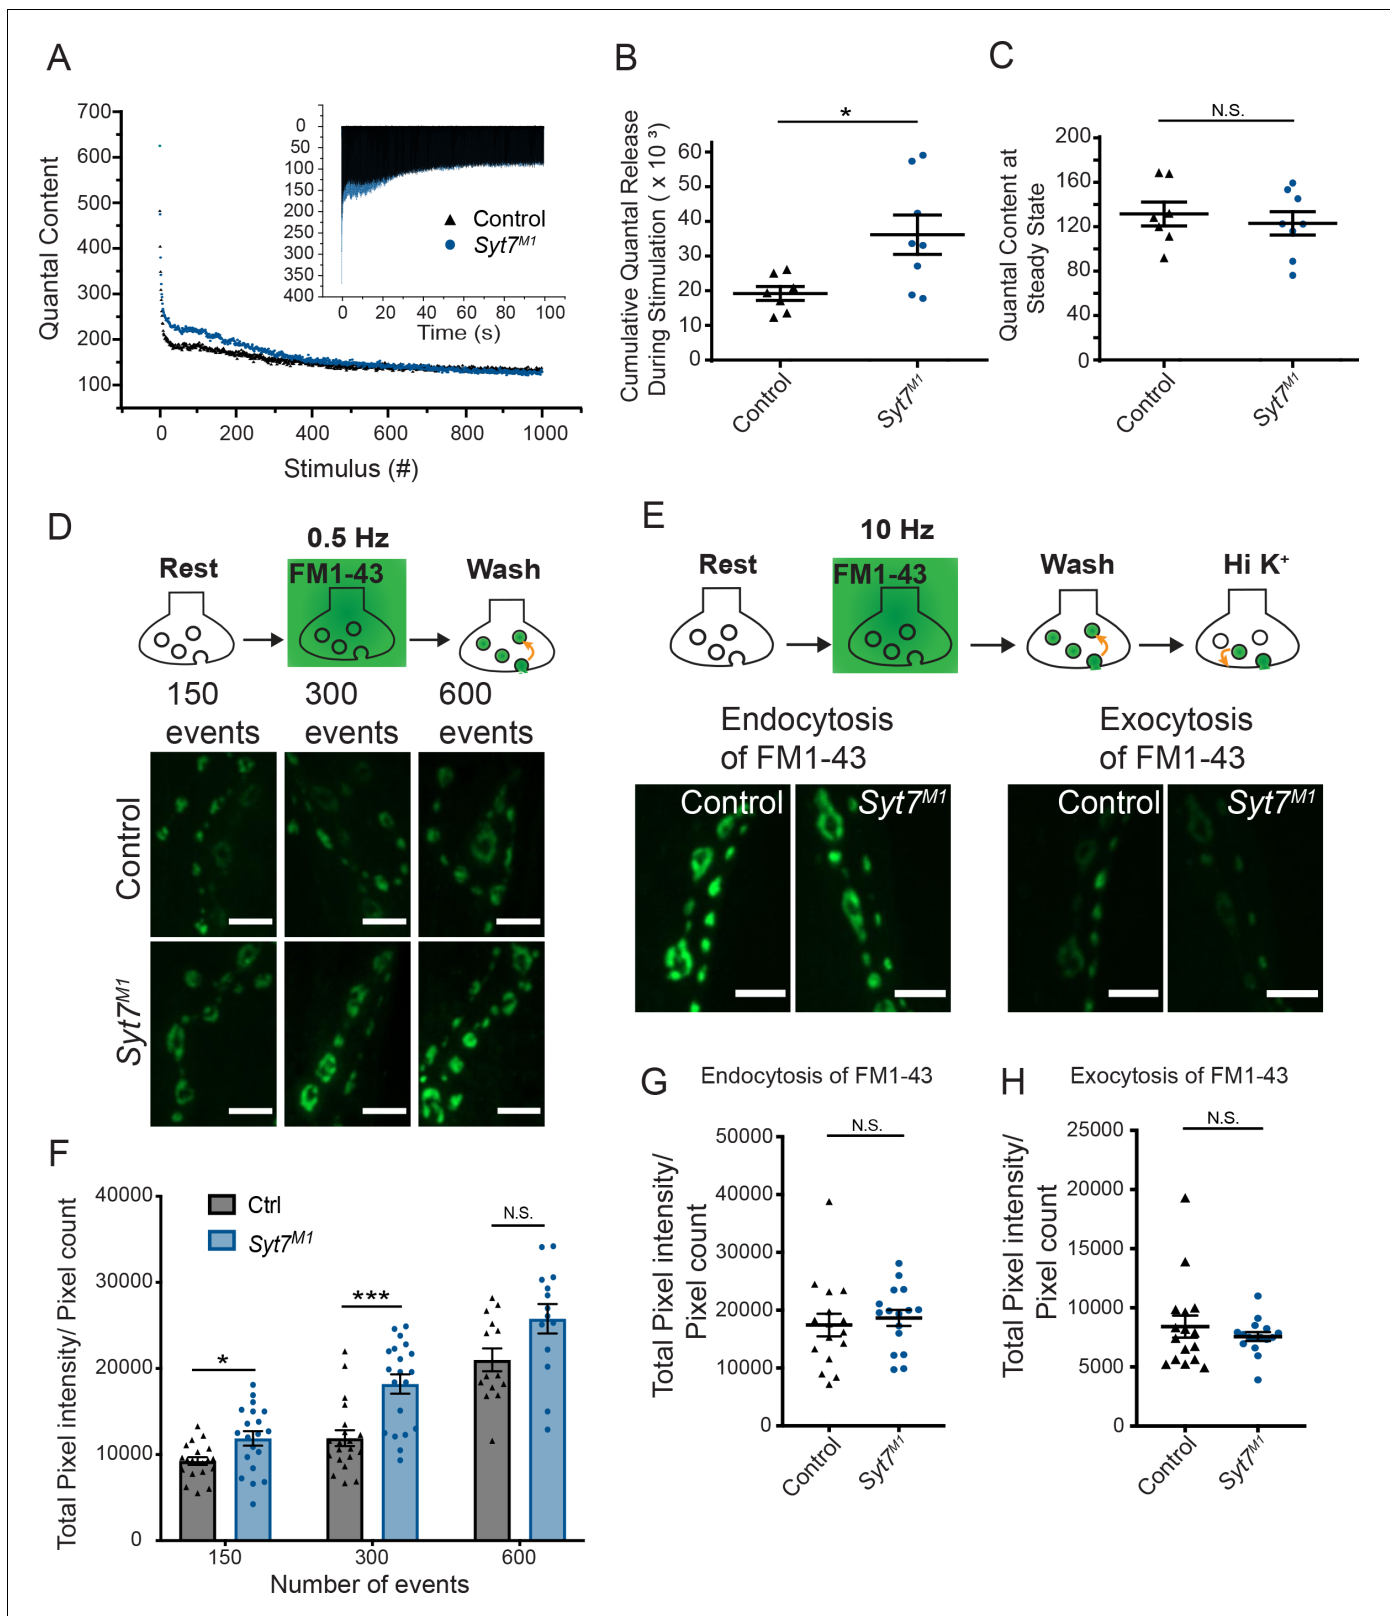 A
700
600
500
400
300
200
100
Quantal Content
0
200
400
600
800
1000
Stimulus (#)
0
50
100
150
200
250
300
350
400
0
20
40
60
80
100
Time (s)
Control
Syt7M1
B
Cumulative Quantal Release
During Stimulation ( x 10 ³)
60
50
40
30
20
10
0
*
Control
Syt7M1
C
Quantal Content at
Steady State
200
160
120
80
40
0
N.S.
Control
Syt7M1
D
0.5 Hz
Rest
FM1-43
Wash
150
events
300
events
600
events
Control
Syt7M1
E
10 Hz
Rest
FM1-43
Wash
Hi K+
Endocytosis
of FM1-43
Exocytosis
of FM1-43
Control
Syt7M1
Control
Syt7M1
F
Total Pixel intensity/ Pixel count
40000
30000
20000
10000
0
Ctrl
Syt7M1
*
***
N.S.
150
300
600
Number of events
G
Endocytosis of FM1-43
Total Pixel intensity/
Pixel count
50000
40000
30000
20000
10000
0
N.S.
Control
Syt7M1
H
Exocytosis of FM1-43
Total Pixel intensity/
Pixel count
25000
20000
15000
10000
5000
0
N.S.
Control
Syt7M1